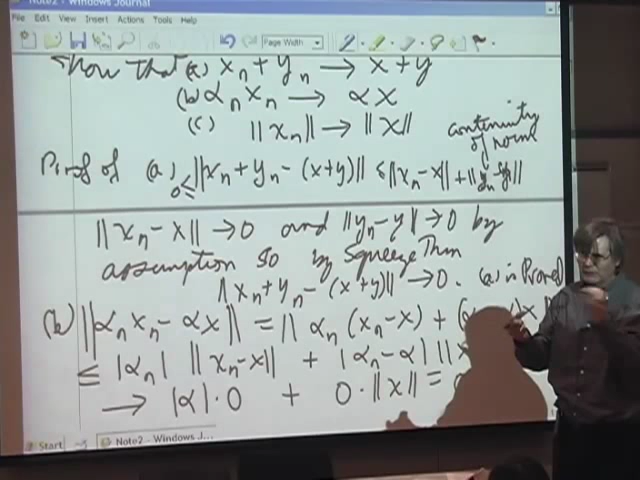 Note2 - Windows Journal
File Edit View Insert Actions Tools Help
Page Width
Show that (a) xₙ + yₙ → x + y
(b) αₙ xₙ → α x
(c) ||xₙ|| → ||x|| continuity of norm
Proof of (a) 0 ≤ ||xₙ + yₙ - (x + y)|| ≤ ||xₙ - x|| + ||yₙ - y||
||xₙ - x|| → 0 and ||yₙ - y|| → 0 by
assumption so by Squeeze Thm
||xₙ + yₙ - (x + y)|| → 0. (a) is Proved
(b) ||αₙ xₙ - α x|| = || αₙ (xₙ - x) + (
≤ |αₙ| ||xₙ - x|| + |αₙ - α| ||x
→ |α| · 0 + 0 · ||x|| =
Start Note2 - Windows J...